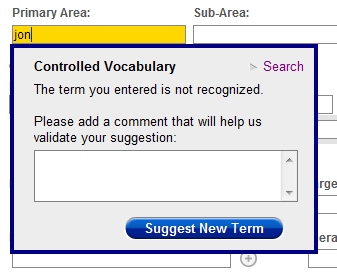 Primary Area: Sub-Area:
jon
Controlled Vocabulary Search
The term you entered is not recognized.
Please add a comment that will help us
validate your suggestion:
rge
Suggest New Term
era